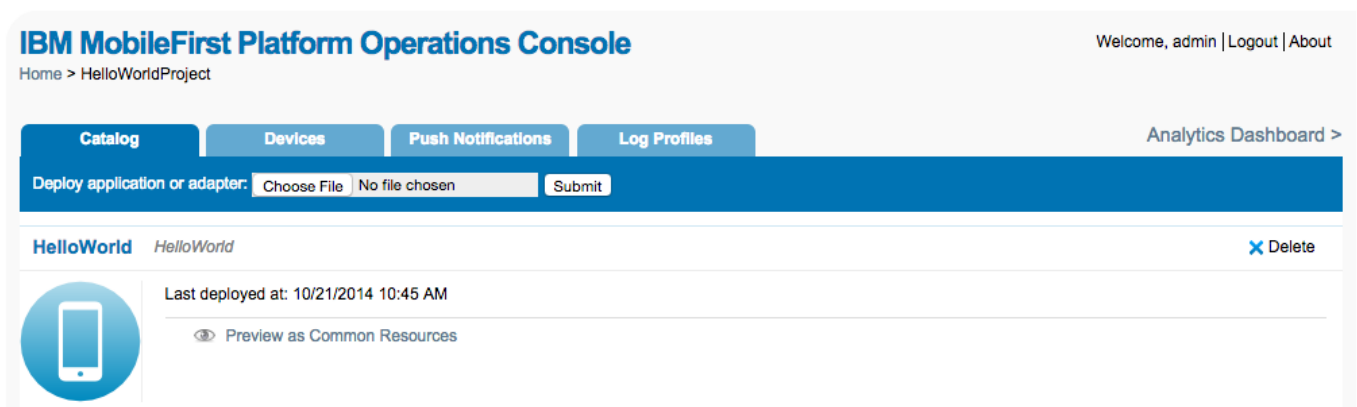 IBM MobileFirst Platform Operations Console
Welcome, admin | Logout | About
Home > HelloWorldProject
Catalog Devices Push Notifications Log Profiles Analytics Dashboard >
Deploy application or adapter: Choose File No file chosen Submit
HelloWorld HelloWorld Delete
Last deployed at: 10/21/2014 10:45 AM
Preview as Common Resources